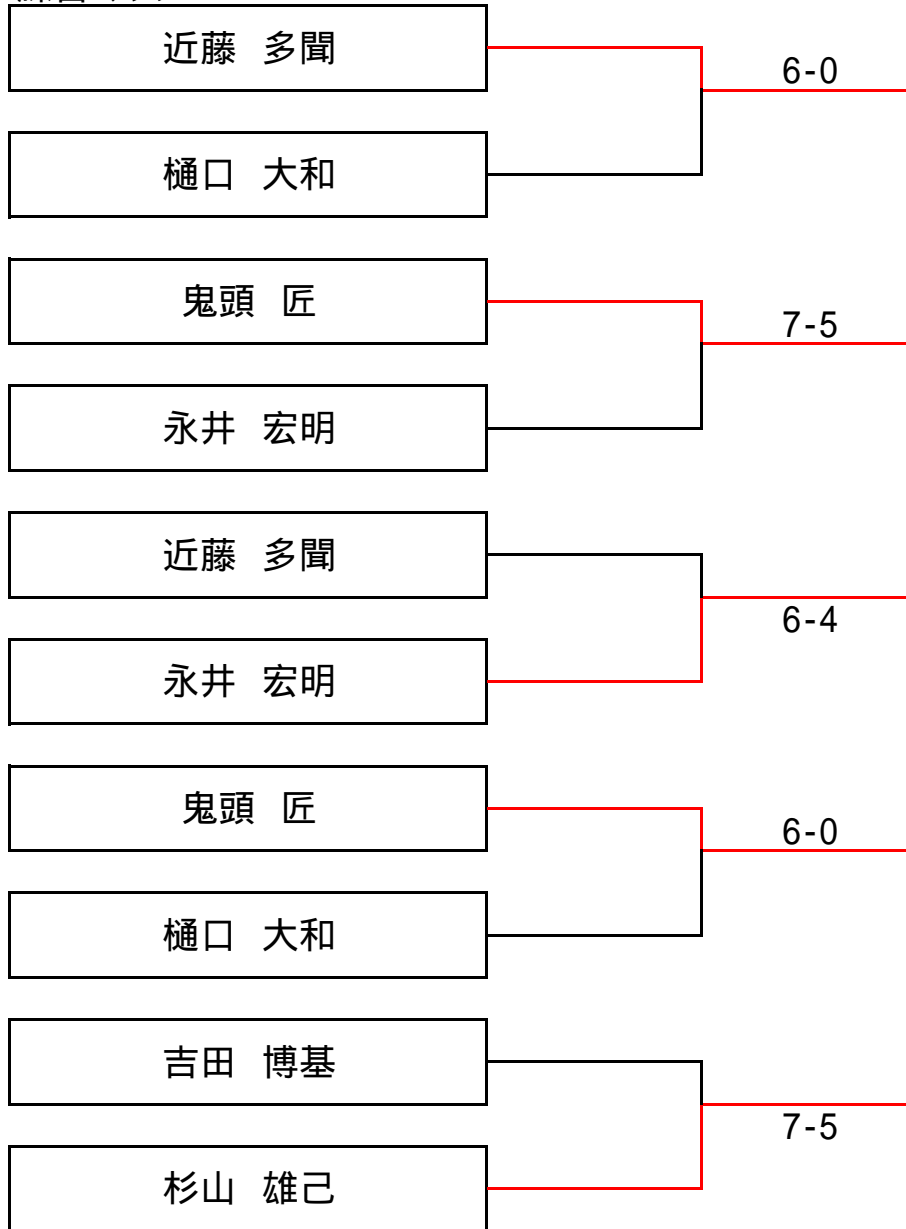 近藤 多聞
6-0
樋口 大和
鬼頭 匠
7-5
永井 宏明
近藤 多聞
6-4
永井 宏明
鬼頭 匠
6-0
樋口 大和
吉田 博基
7-5
杉山 雄己